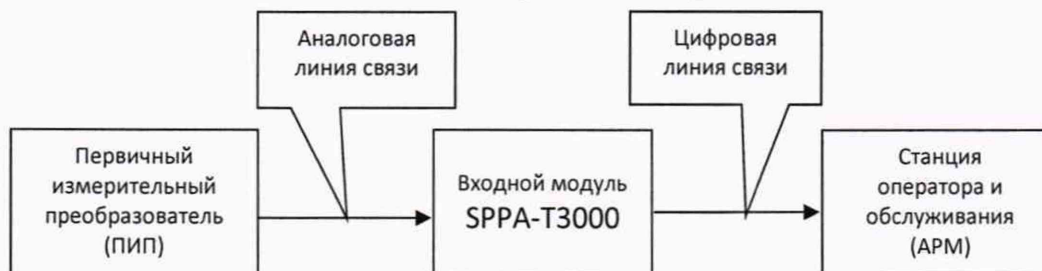 Аналоговая
линия связи
Цифровая
линия связи
Первичный
измерительный
преобразователь
(ПИП)
Входной модуль
SPPA-T3000
Станция
оператора и
обслуживания
(АРМ)